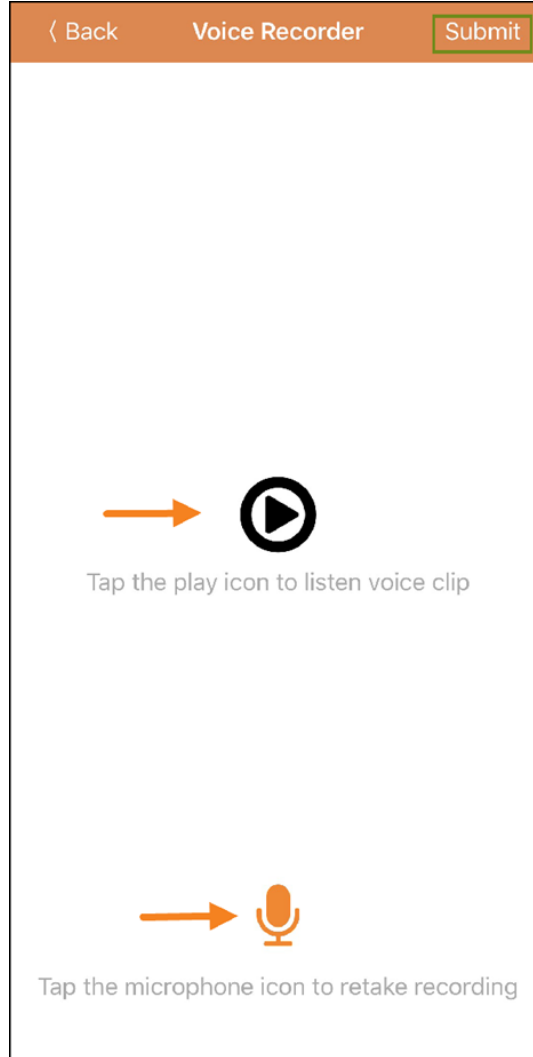 〈 Back Voice Recorder Submit
Tap the play icon to listen voice clip
Tap the microphone icon to retake recording